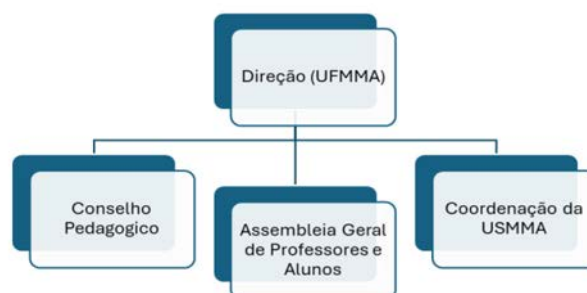 Direção (UFMMA)
Conselho
Pedagogico
Assembleia Geral
de Professores e
Alunos
Coordenação da
USMMA